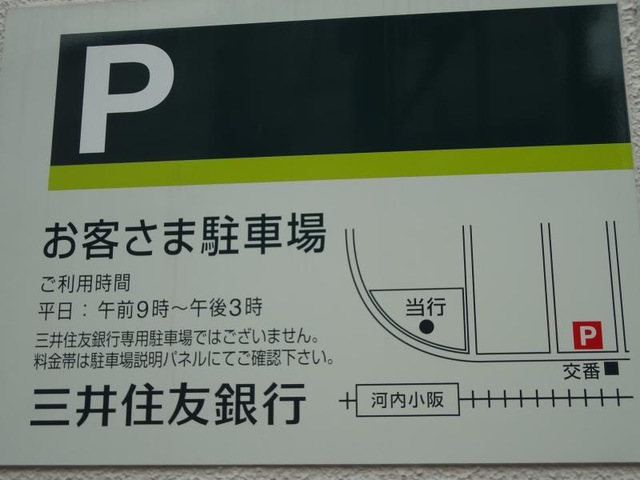 P
お客さま駐車場
ご利用時間
平日：午前9時～午後3時
三井住友銀行専用駐車場ではございません。
料金帯は駐車場説明パネルにてご確認下さい。
三井住友銀行
当行
P
交番
河内小阪